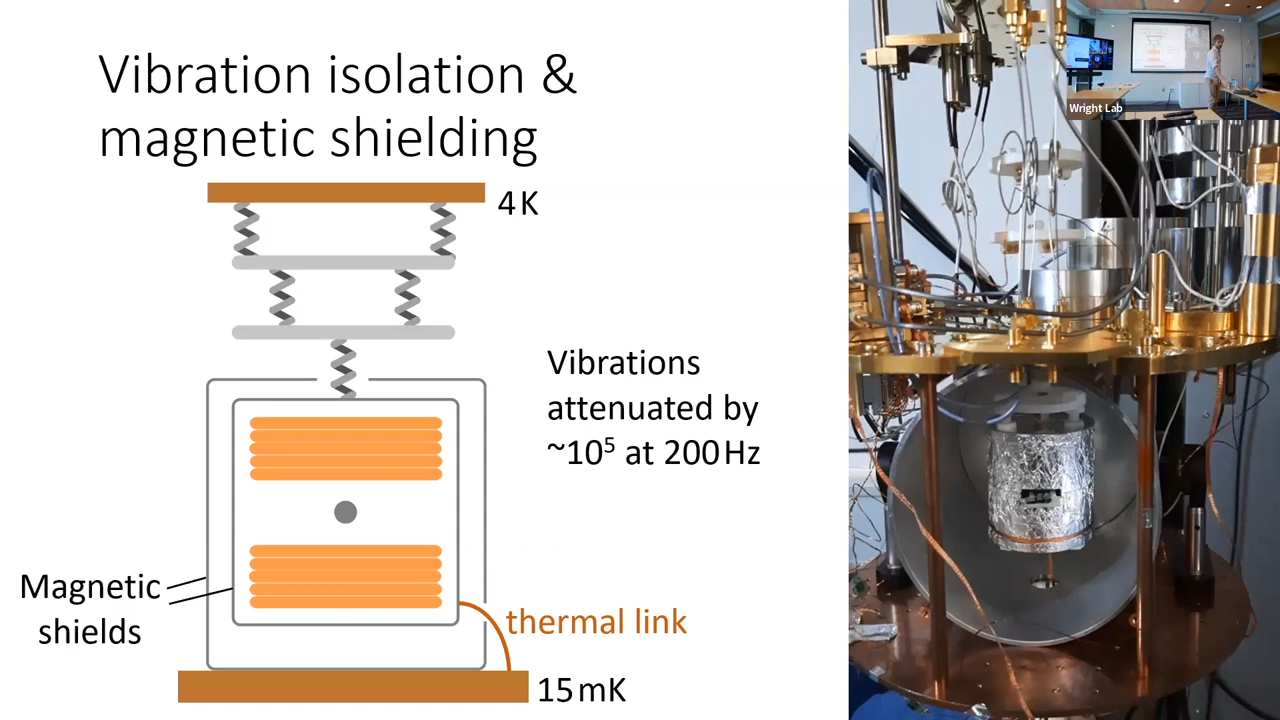 Vibration isolation &
magnetic shielding
4 K
Vibrations
attenuated by
~10⁵ at 200 Hz
Magnetic
shields
thermal link
15 mK
Wright Lab